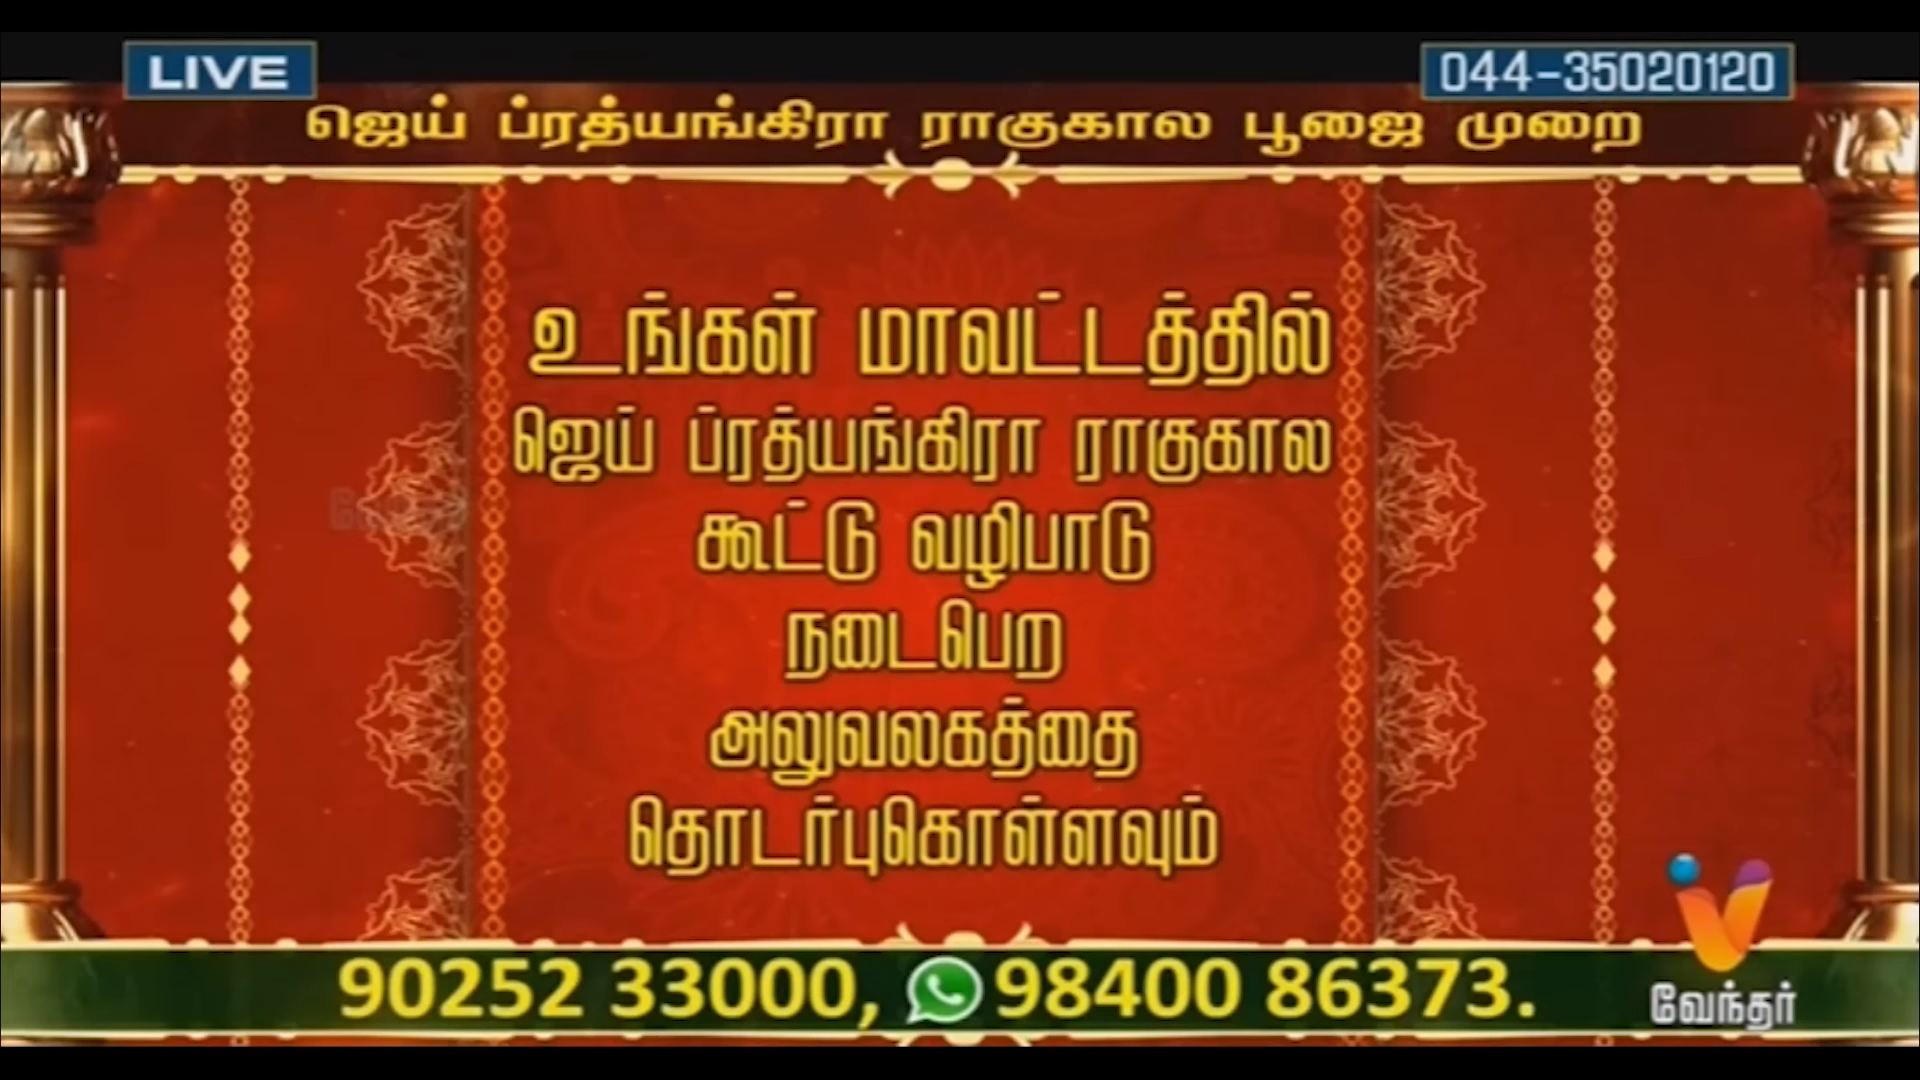 LIVE
044-35020120
ஜெய் ப்ரத்யங்கிரா ராகுகால பூஜை முறை
உங்கள் மாவட்டத்தில்
ஜெய் ப்ரத்யங்கிரா ராகுகால
கூட்டு வழிபாடு
நடைபெற
அலுவலகத்தை
தொடர்புகொள்ளவும்
90252 33000, 98400 86373.
வேந்தர்